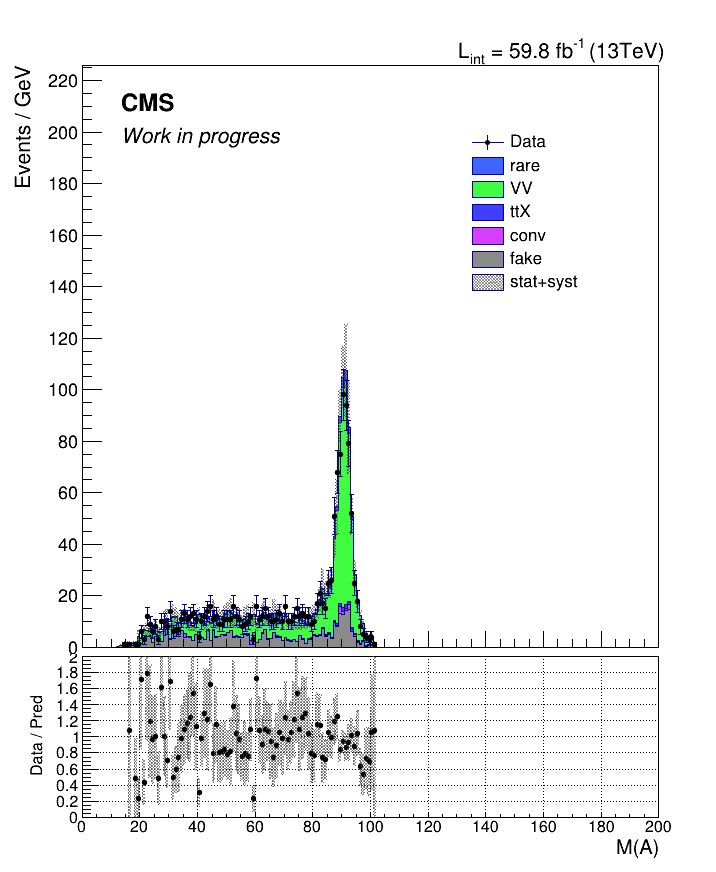 L_int = 59.8 fb^-1 (13TeV)
Events / GeV
220
200
180
160
140
120
100
80
60
40
20
0
CMS
Work in progress
Data
rare
VV
ttX
conv
fake
stat+syst
Data / Pred
2
1.8
1.6
1.4
1.2
1
0.8
0.6
0.4
0.2
0
0 20 40 60 80 100 120 140 160 180 200
M(A)